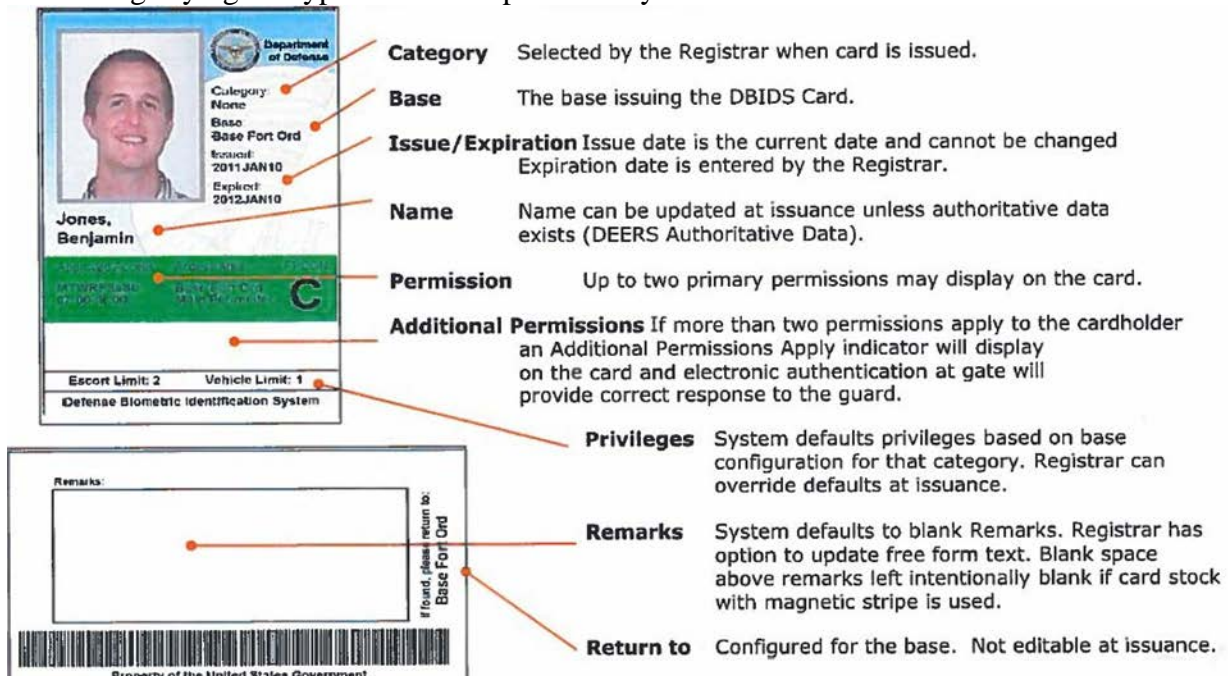 Department
of Defense
Category:
None
Base:
Base Fort Ord
Issued:
2011JAN10
Expired:
2012JAN10
Jones,
Benjamin
C
Escort Limit: 2 Vehicle Limit: 1
Defense Biometric Identification System
Category Selected by the Registrar when card is issued.
Base The base issuing the DBIDS Card.
Issue/Expiration Issue date is the current date and cannot be changed
Expiration date is entered by the Registrar.
Name Name can be updated at issuance unless authoritative data
exists (DEERS Authoritative Data).
Permission Up to two primary permissions may display on the card.
Additional Permissions If more than two permissions apply to the cardholder
an Additional Permissions Apply indicator will display
on the card and electronic authentication at gate will
provide correct response to the guard.
Privileges System defaults privileges based on base
configuration for that category. Registrar can
override defaults at issuance.
Remarks System defaults to blank Remarks. Registrar has
option to update free form text. Blank space
above remarks left intentionally blank if card stock
with magnetic stripe is used.
Return to Configured for the base. Not editable at issuance.
Remarks:
If found, please return to:
Base Fort Ord
Property of the United States Government